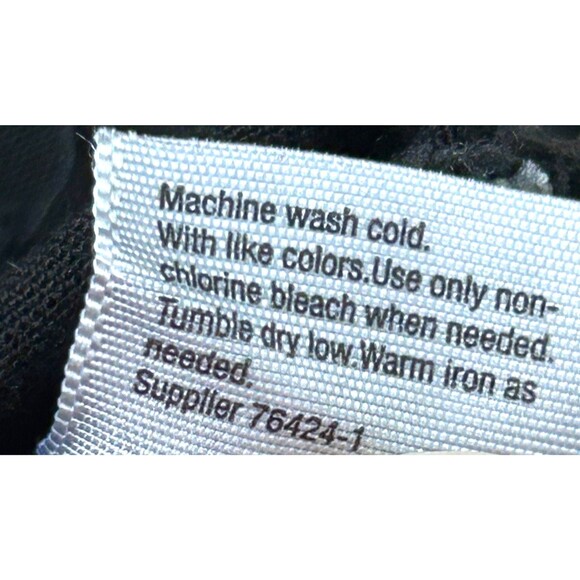 Machine wash cold.
With like colors.Use only non-
chlorine bleach when needed.
Tumble dry low.Warm iron as
needed.
Supplier 76424-1